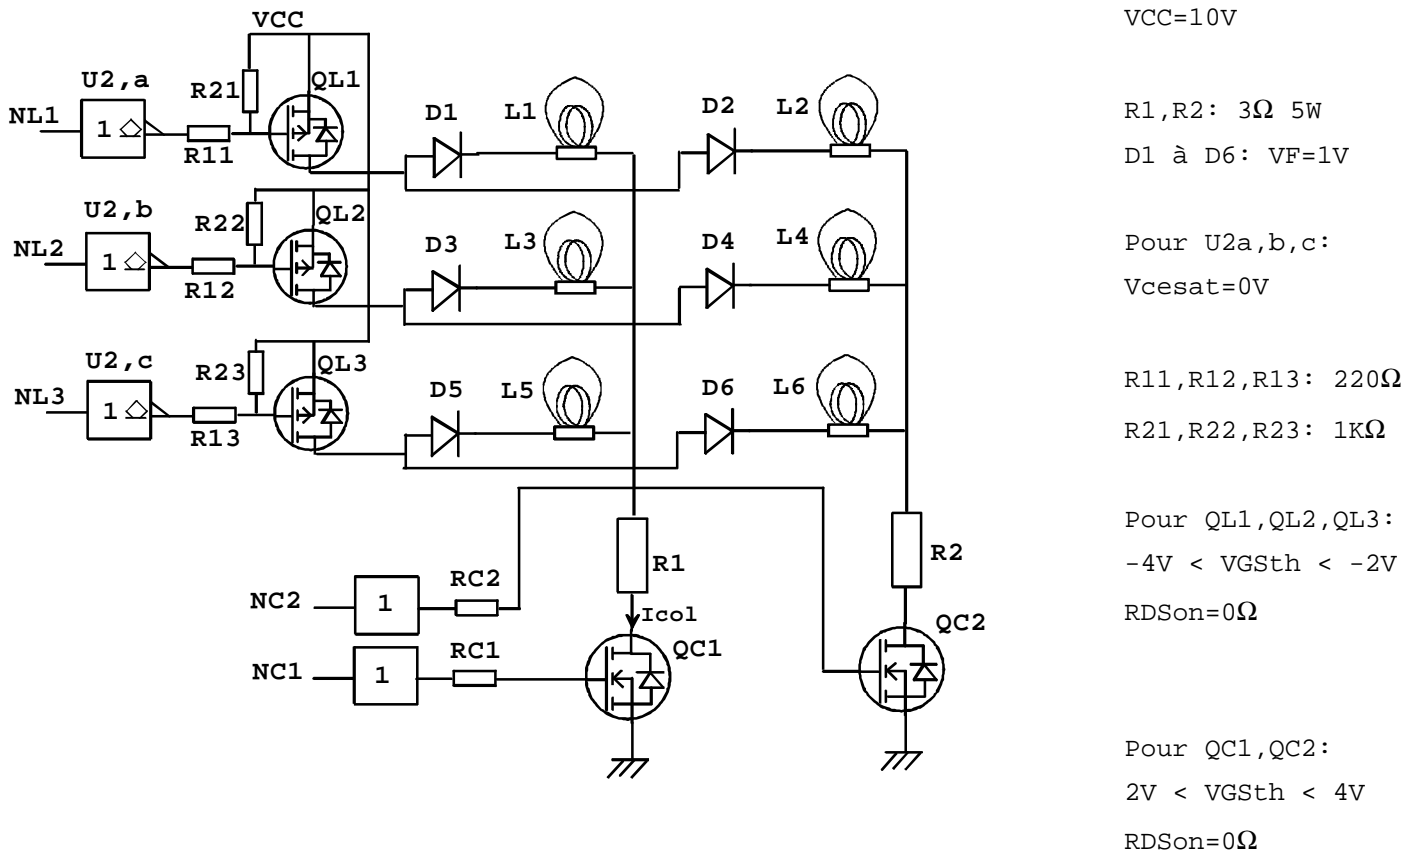 VCC
VCC=10V
U2,a
R21
QL1
NL1
1
R11
D1
L1
D2
L2
R1,R2: 3Ω 5W
D1 à D6: VF=1V
U2,b
R22
QL2
NL2
1
R12
D3
L3
D4
L4
Pour U2a,b,c:
Vcesat=0V
U2,c
R23
QL3
NL3
1
R13
D5
L5
D6
L6
R11,R12,R13: 220Ω
R21,R22,R23: 1KΩ
Pour QL1,QL2,QL3:
-4V < VGSth < -2V
RDSon=0Ω
R1
R2
NC2
1
RC2
Icol
QC1
QC2
NC1
1
RC1
Pour QC1,QC2:
2V < VGSth < 4V
RDSon=0Ω